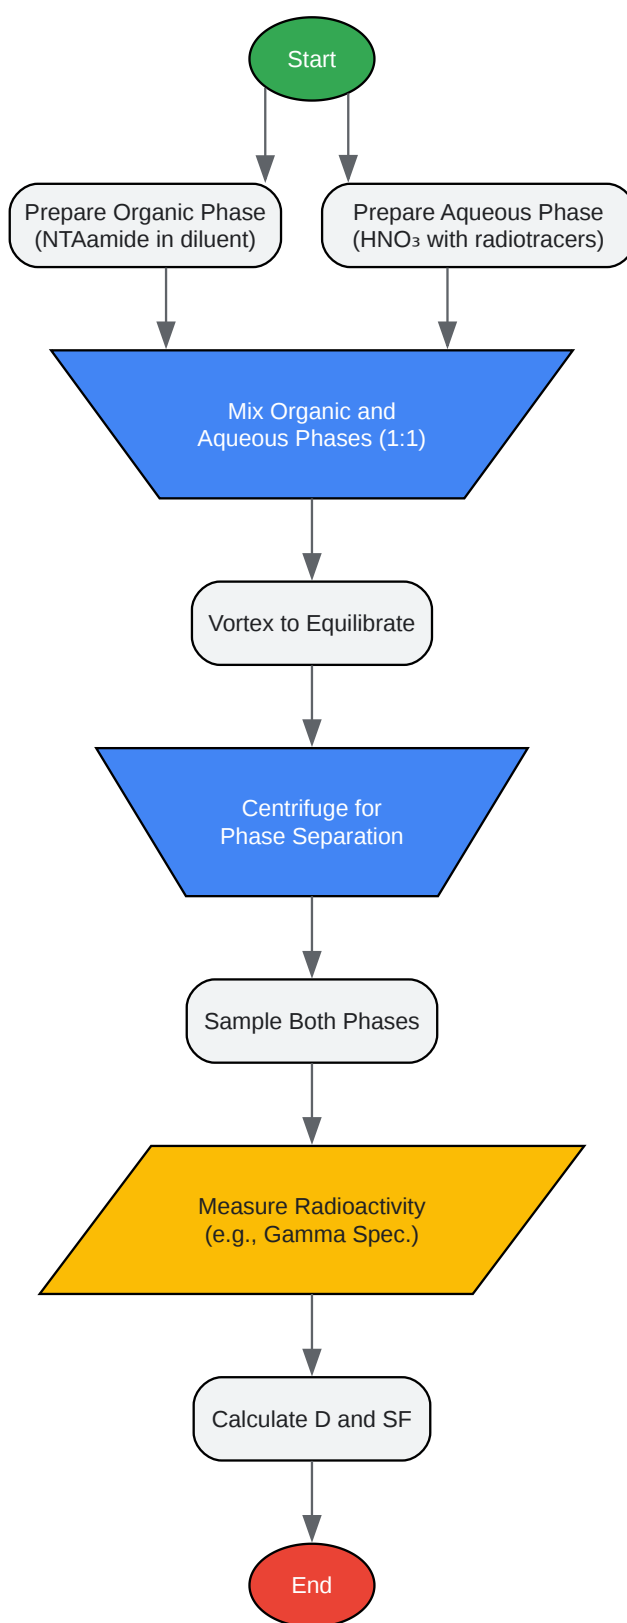 Start
Prepare Organic Phase
(NTAamide in diluent)
Prepare Aqueous Phase
(HNO₃ with radiotracers)
Mix Organic and
Aqueous Phases (1:1)
Vortex to Equilibrate
Centrifuge for
Phase Separation
Sample Both Phases
Measure Radioactivity
(e.g., Gamma Spec.)
Calculate D and SF
End